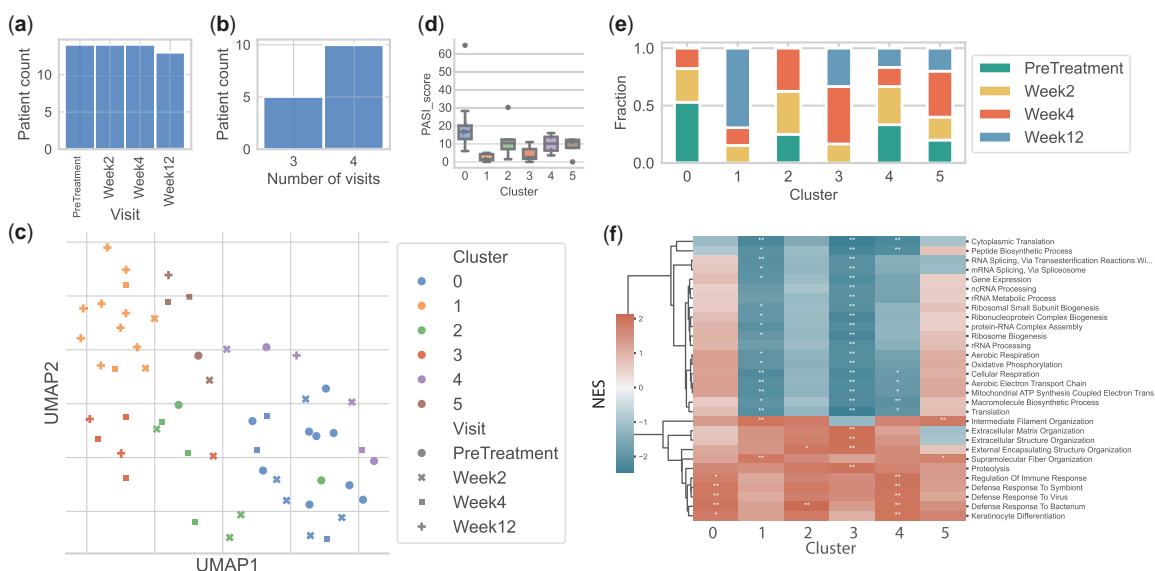 (a)
Patient count
10
0
PreTreatment
Week2
Week4
Week12
Visit
(b)
Patient count
10
5
0
3
4
Number of visits
(d)
PASI_score
70
60
50
40
30
20
10
0
0
1
2
3
4
5
Cluster
(e)
Fraction
1.0
0.5
0.0
0
1
2
3
4
5
Cluster
PreTreatment
Week2
Week4
Week12
(c)
UMAP2
UMAP1
Cluster
0
1
2
3
4
5
Visit
PreTreatment
Week2
Week4
Week12
(f)
NES
2
1
0
−1
−2
Cytoplasmic Translation
Peptide Biosynthetic Process
RNA Splicing, Via Transesterification Reactions Wi...
mRNA Splicing, Via Spliceosome
Gene Expression
ncRNA Processing
rRNA Metabolic Process
Ribosomal Small Subunit Biogenesis
Ribonucleoprotein Complex Biogenesis
protein-RNA Complex Assembly
Ribosome Biogenesis
rRNA Processing
Aerobic Respiration
Oxidative Phosphorylation
Cellular Respiration
Aerobic Electron Transport Chain
Mitochondrial ATP Synthesis Coupled Electron Trans
Macromolecule Biosynthetic Process
Translation
Intermediate Filament Organization
Extracellular Matrix Organization
Extracellular Structure Organization
External Encapsulating Structure Organization
Supramolecular Fiber Organization
Proteolysis
Regulation Of Immune Response
Defense Response To Symbiont
Defense Response To Virus
Defense Response To Bacterium
Keratinocyte Differentiation
0
1
2
3
4
5
Cluster